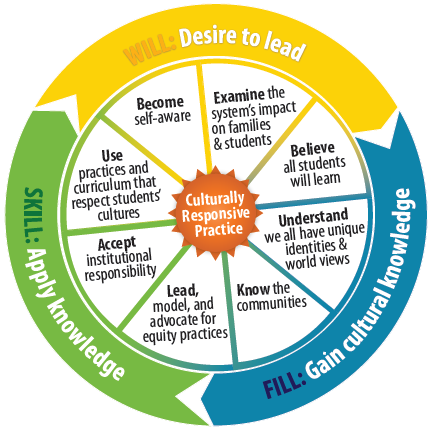 WILL: Desire to lead
Become
self-aware
Examine the
system's impact
on families
& students
Believe
all students
will learn
Understand
we all have unique
identities &
world views
Know the
communities
Lead,
model, and
advocate for
equity practices
Accept
institutional
responsibility
Use
practices and
curriculum that
respect students'
cultures
Culturally
Responsive
Practice
FILL: Gain cultural knowledge
SKILL: Apply knowledge